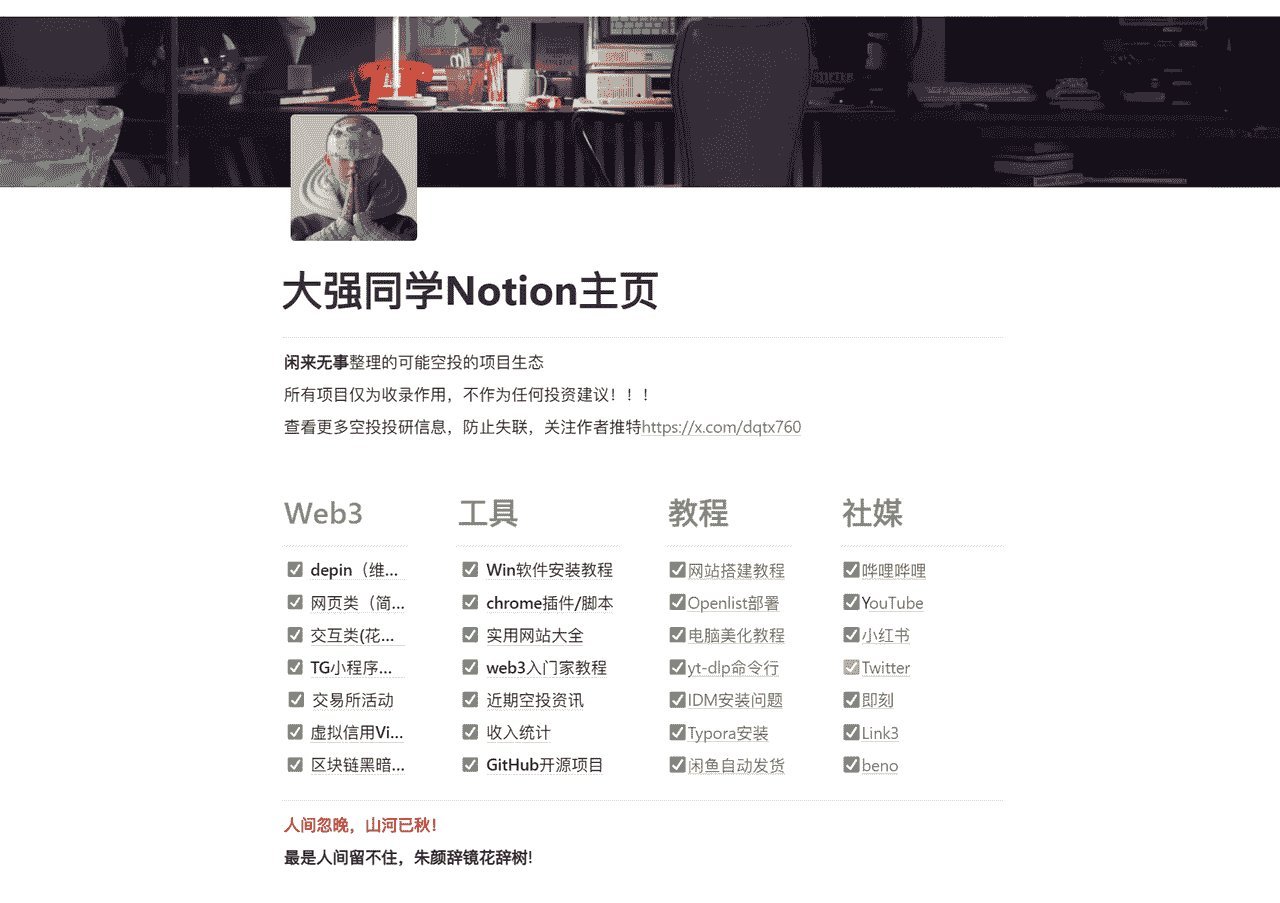 大强同学Notion主页
闲来无事整理的可能空投的项目生态
所有项目仅为收录作用，不作为任何投资建议！！！
查看更多空投投研信息，防止失联，关注作者推特https://x.com/dqtx760
Web3
depin（维...
网页类（简...
交互类(花...
TG小程序...
交易所活动
虚拟信用Vi...
区块链黑暗...
工具
Win软件安装教程
chrome插件/脚本
实用网站大全
web3入门家教程
近期空投资讯
收入统计
GitHub开源项目
教程
网站搭建教程
Openlist部署
电脑美化教程
yt-dlp命令行
IDM安装问题
Typora安装
闲鱼自动发货
社媒
哔哩哔哩
YouTube
小红书
Twitter
即刻
Link3
beno
人间忽晚，山河已秋！
最是人间留不住，朱颜辞镜花辞树!